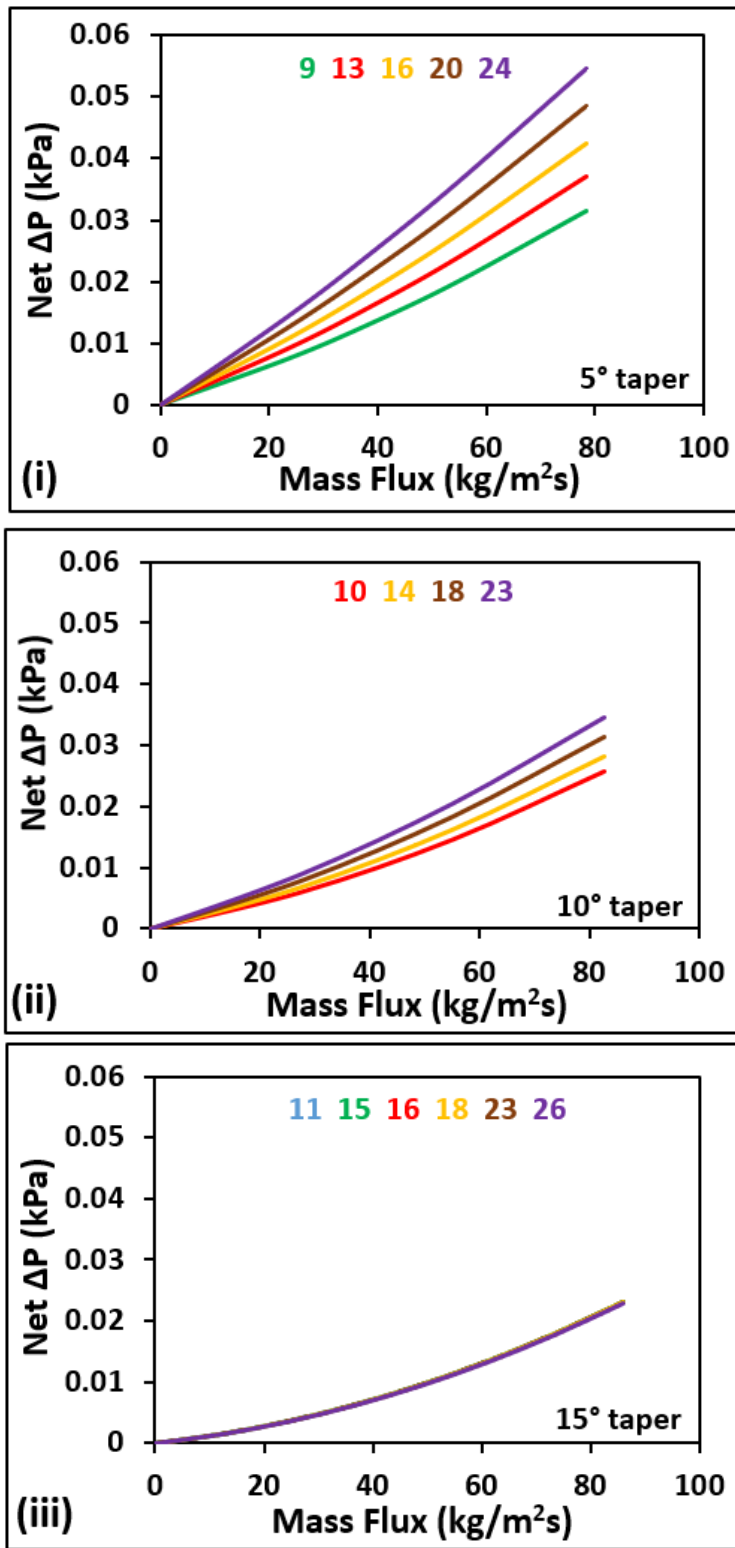 0.06
9 13 16 20 24
0.05
0.04
0.03
0.02
0.01
0
Net ΔP (kPa)
5° taper
0 20 40 60 80 100
(i)
Mass Flux (kg/m²s)
0.06
10 14 18 23
0.05
0.04
0.03
0.02
0.01
0
Net ΔP (kPa)
10° taper
0 20 40 60 80 100
(ii)
Mass Flux (kg/m²s)
0.06
11 15 16 18 23 26
0.05
0.04
0.03
0.02
0.01
0
Net ΔP (kPa)
15° taper
0 20 40 60 80 100
(iii)
Mass Flux (kg/m²s)